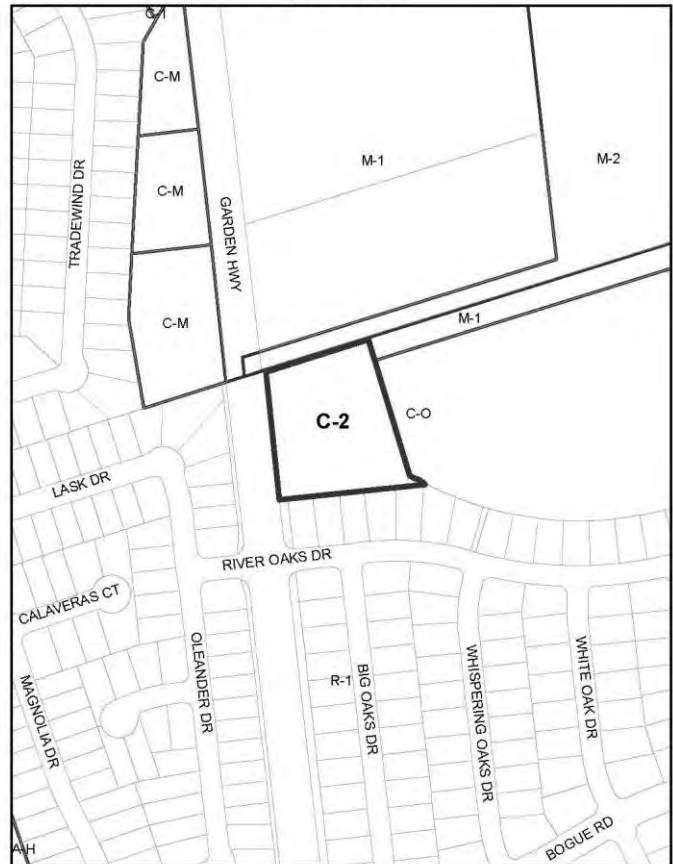 C-M
M-1
M-2
C-M
TRADEWIND DR
GARDEN HWY
C-M
M-1
C-2
C-O
LASK DR
RIVER OAKS DR
CALAVERAS CT
OLEANDER DR
MAGNOLIA DR
R-1
BIG OAKS DR
WHISPERING OAKS DR
WHITE OAK DR
BOGUE RD